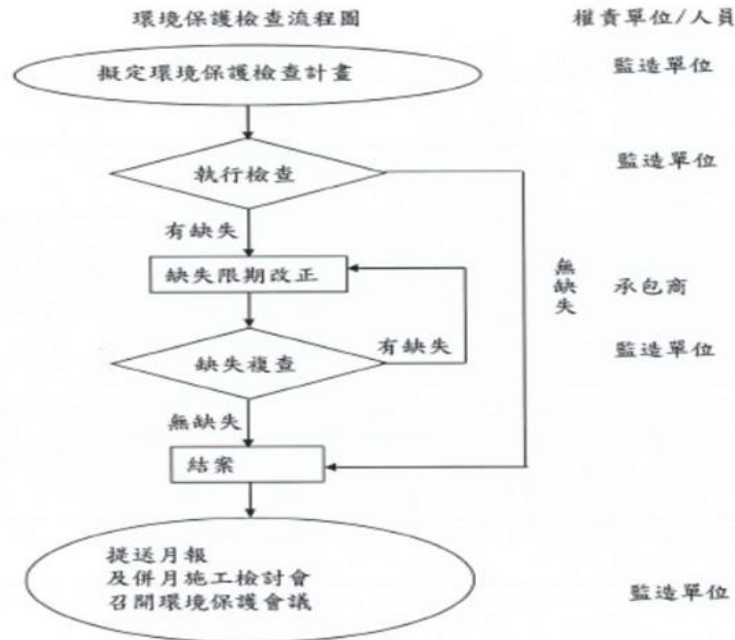 環境保護檢查流程圖
權責單位/人員
擬定環境保護檢查計畫
監造單位
執行檢查
監造單位
有缺失
無缺失
缺失限期改正
承包商
有缺失
缺失複查
監造單位
無缺失
結案
提送月報
及併月施工檢討會
召開環境保護會議
監造單位